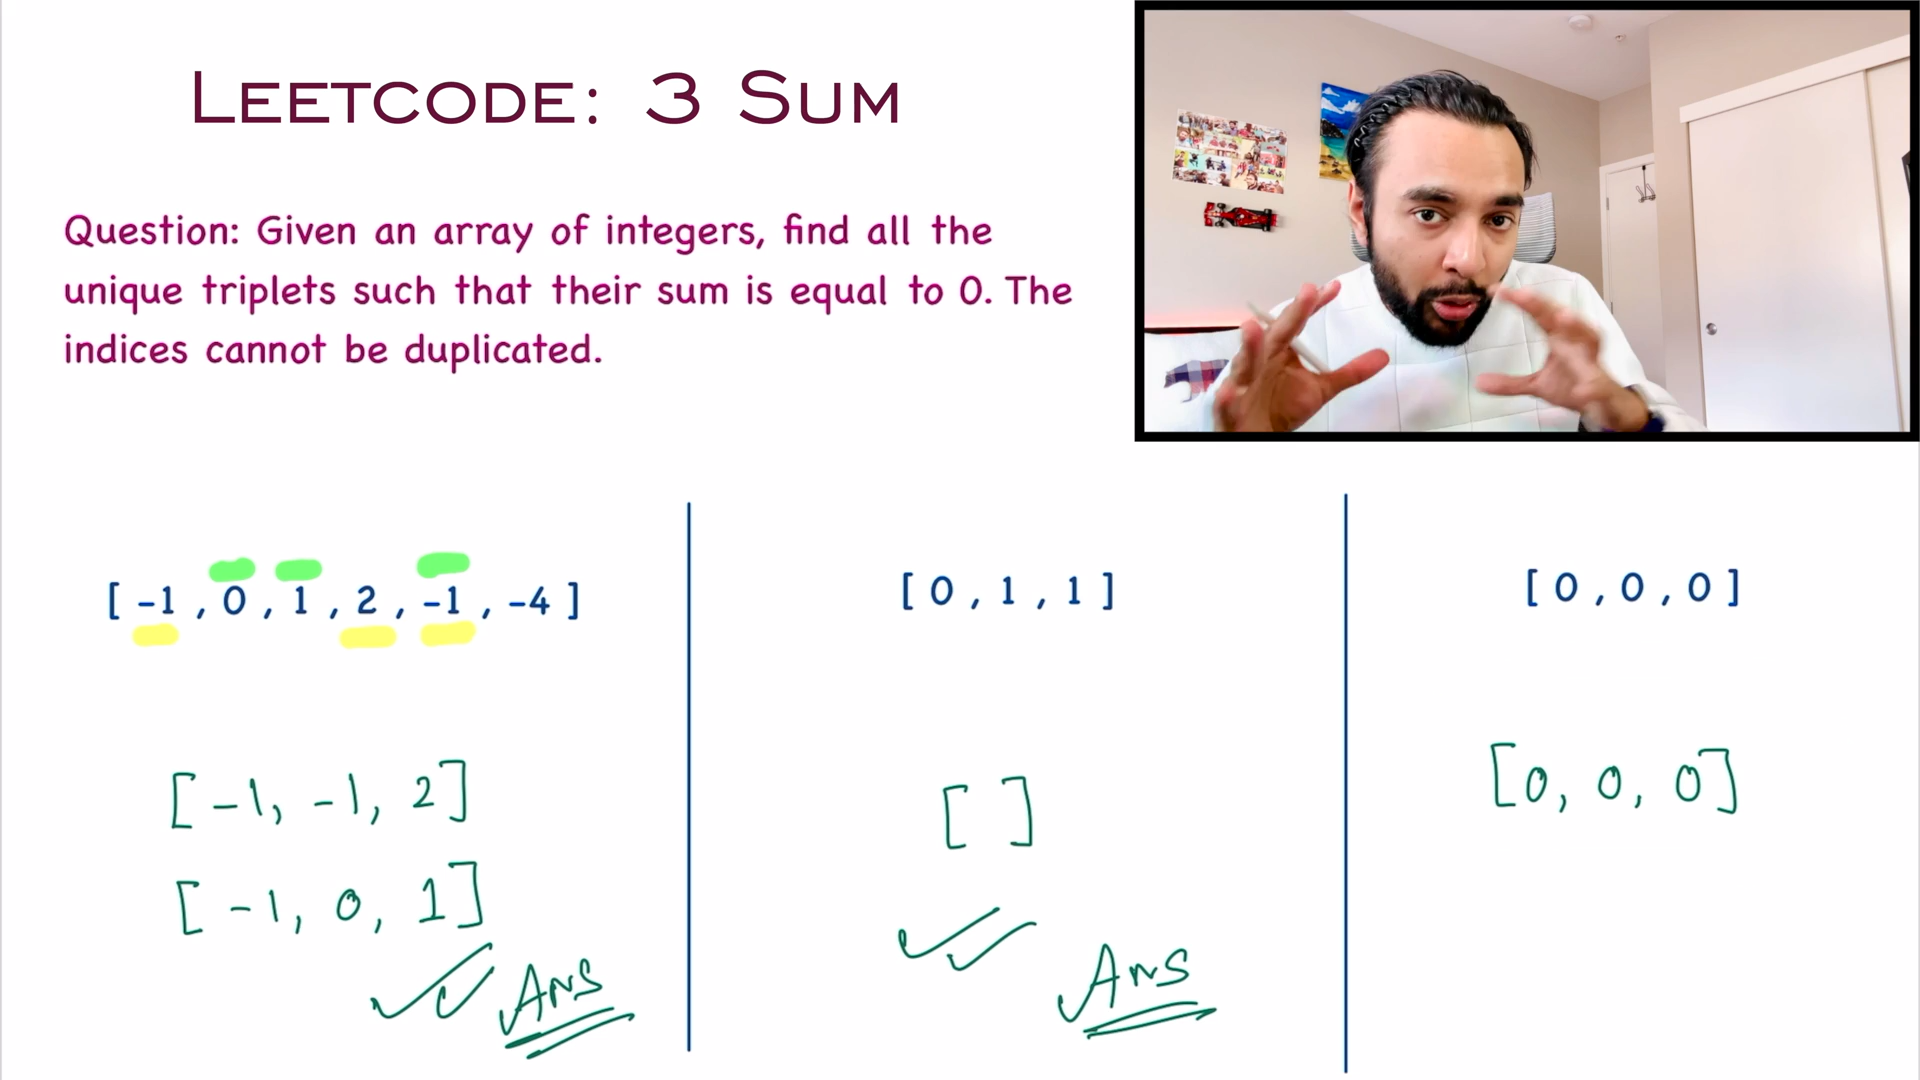 LEETCODE: 3 SUM
Question: Given an array of integers, find all the
unique triplets such that their sum is equal to 0. The
indices cannot be duplicated.
[ -1 , 0 , 1 , 2 , -1 , -4 ]
[-1, -1, 2]
[-1, 0, 1]
Ans
[ 0 , 1 , 1 ]
[ ]
Ans
[ 0 , 0 , 0 ]
[0, 0, 0]